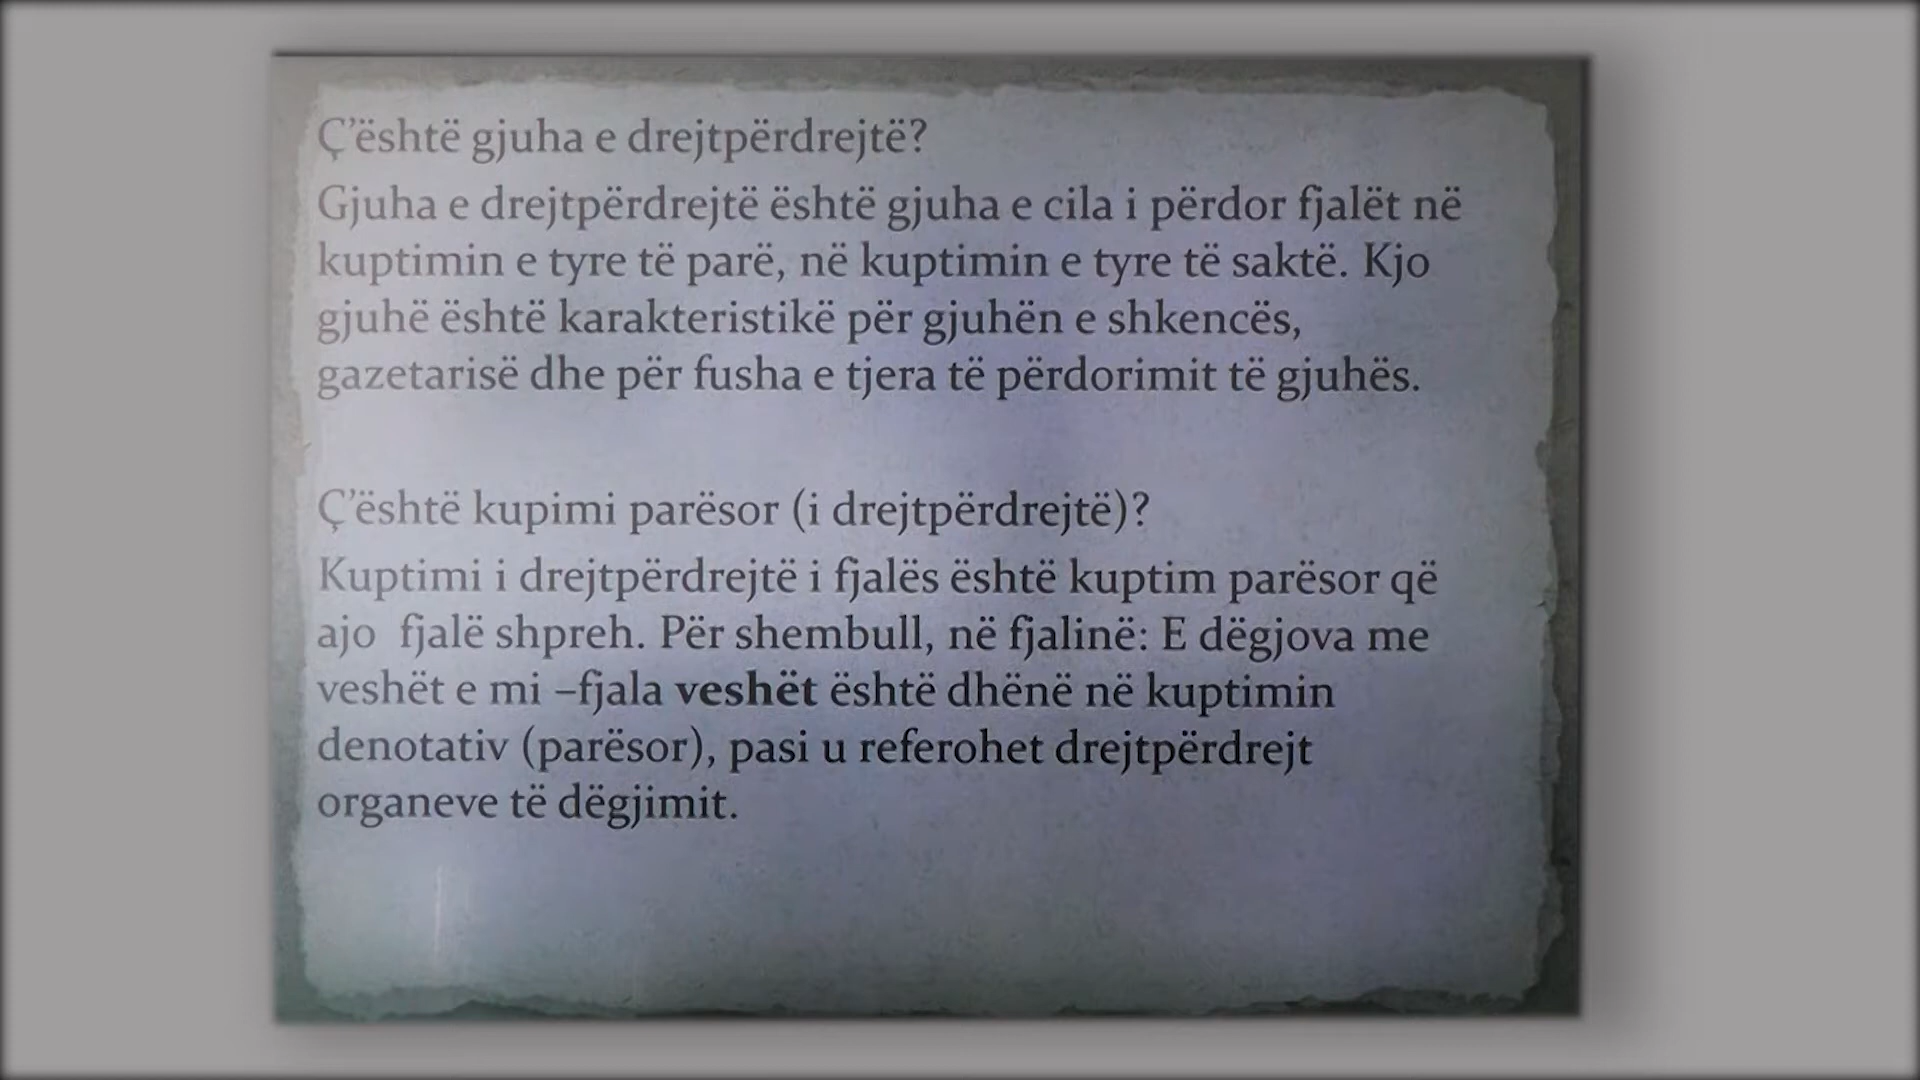 Ç’është gjuha e drejtpërdrejtë?
Gjuha e drejtpërdrejtë është gjuha e cila i përdor fjalët në
kuptimin e tyre të parë, në kuptimin e tyre të saktë. Kjo
gjuhë është karakteristikë për gjuhën e shkencës,
gazetarisë dhe për fusha e tjera të përdorimit të gjuhës.
Ç’është kupimi parësor (i drejtpërdrejtë)?
Kuptimi i drejtpërdrejtë i fjalës është kuptim parësor që
ajo  fjalë shpreh. Për shembull, në fjalinë: E dëgjova me
veshët e mi –fjala veshët është dhënë në kuptimin
denotativ (parësor), pasi u referohet drejtpërdrejt
organeve të dëgjimit.